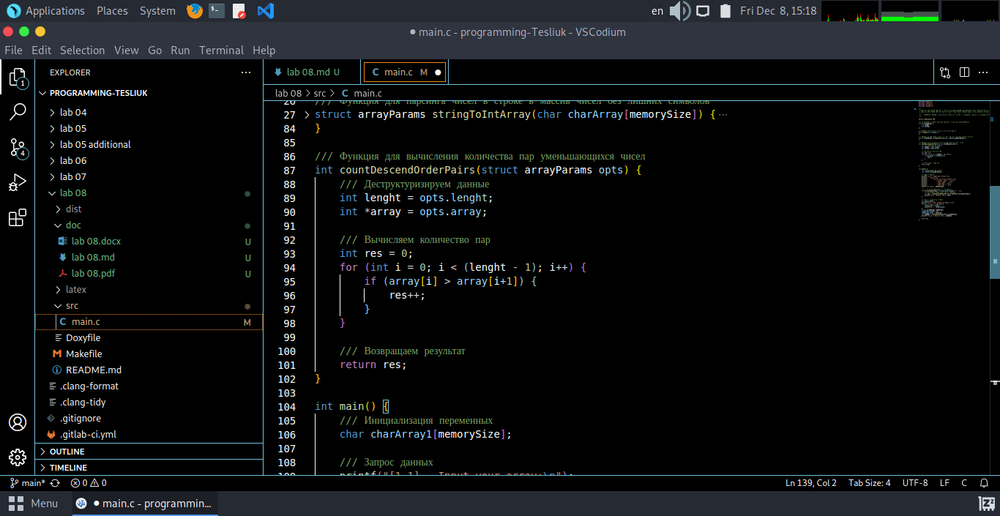 Applications Places System en Fri Dec 8, 15:18
● main.c - programming-Tesliuk - VSCodium
File Edit Selection View Go Run Terminal Help
EXPLORER
PROGRAMMING-TESLIUK
lab 04
lab 05
lab 05 additional
lab 06
lab 07
lab 08
dist
doc
lab 08.docx U
lab 08.md U
lab 08.pdf U
latex
src
C main.c M
Doxyfile
Makefile
README.md
.clang-format
.clang-tidy
.gitignore
.gitlab-ci.yml
OUTLINE
TIMELINE
1
4
lab 08.md U C main.c M ●
lab 08 > src > C main.c
26 /// Функция для парсинга чисел в строке в массив чисел без лишних символов
27 struct arrayParams stringToIntArray(char charArray[memorySize]) {···
84 }
85
86 /// Функция для вычисления количества пар уменьшающихся чисел
87 int countDescendOrderPairs(struct arrayParams opts) {
88 /// Деструктуризируем данные
89 int lenght = opts.lenght;
90 int *array = opts.array;
91
92 /// Вычисляем количество пар
93 int res = 0;
94 for (int i = 0; i < (lenght - 1); i++) {
95 if (array[i] > array[i+1]) {
96 res++;
97 }
98 }
99
100 /// Возвращаем результат
101 return res;
102 }
103
104 int main() {
105 /// Инициализация переменных
106 char charArray1[memorySize];
107
108 /// Запрос данных
109 printf("[1.1] - Input your array:\n");
main* 0 0 Ln 139, Col 2 Tab Size: 4 UTF-8 LF C
Menu ● main.c - programmin...